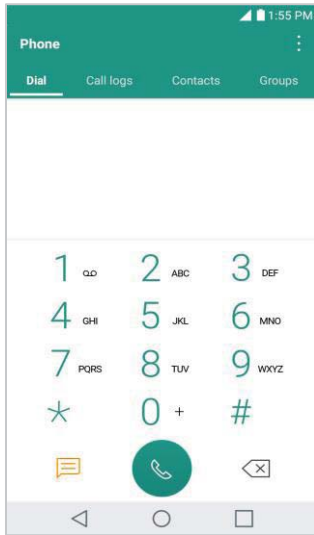 1:55 PM
Phone
Dial Call logs Contacts Groups
1 2 ABC 3 DEF
4 GHI 5 JKL 6 MNO
7 PQRS 8 TUV 9 WXYZ
* 0 + #